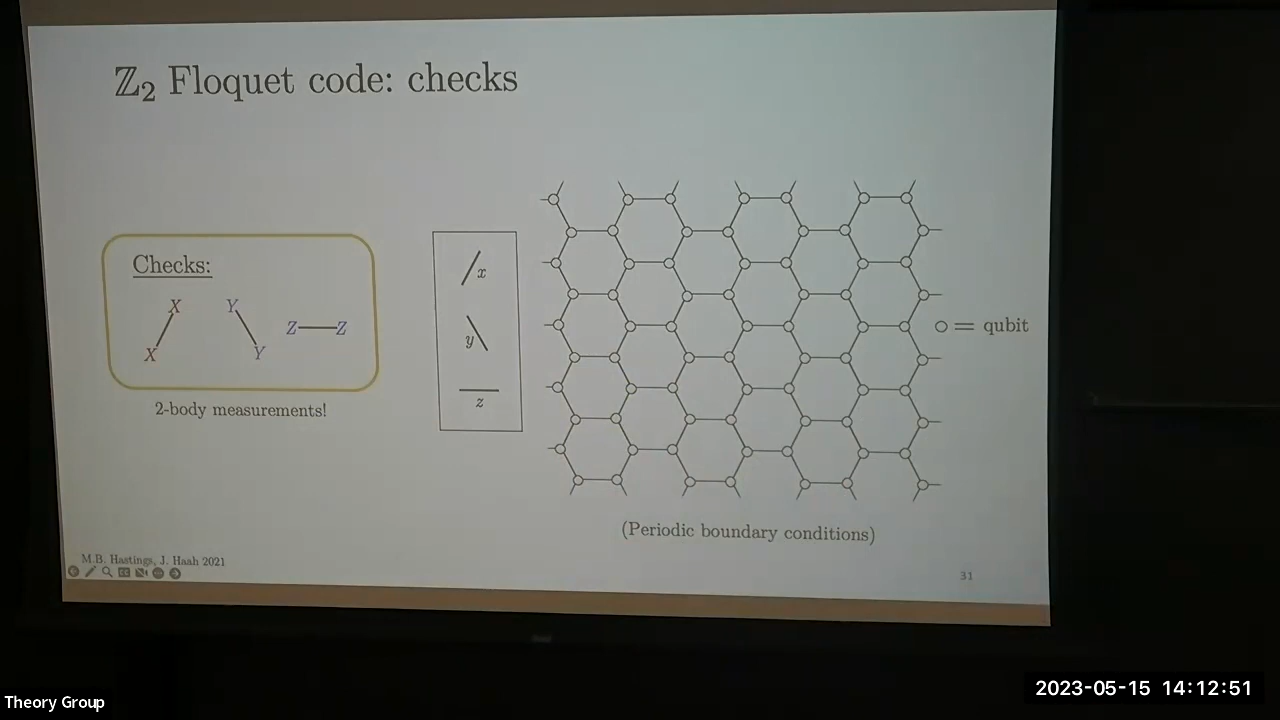 ℤ₂ Floquet code: checks
Checks:
X
X
Y
Y
Z
Z
2-body measurements!
x
y
z
= qubit
(Periodic boundary conditions)
M.B. Hastings, J. Haah 2021
31
Theory Group
2023-05-15 14:12:51